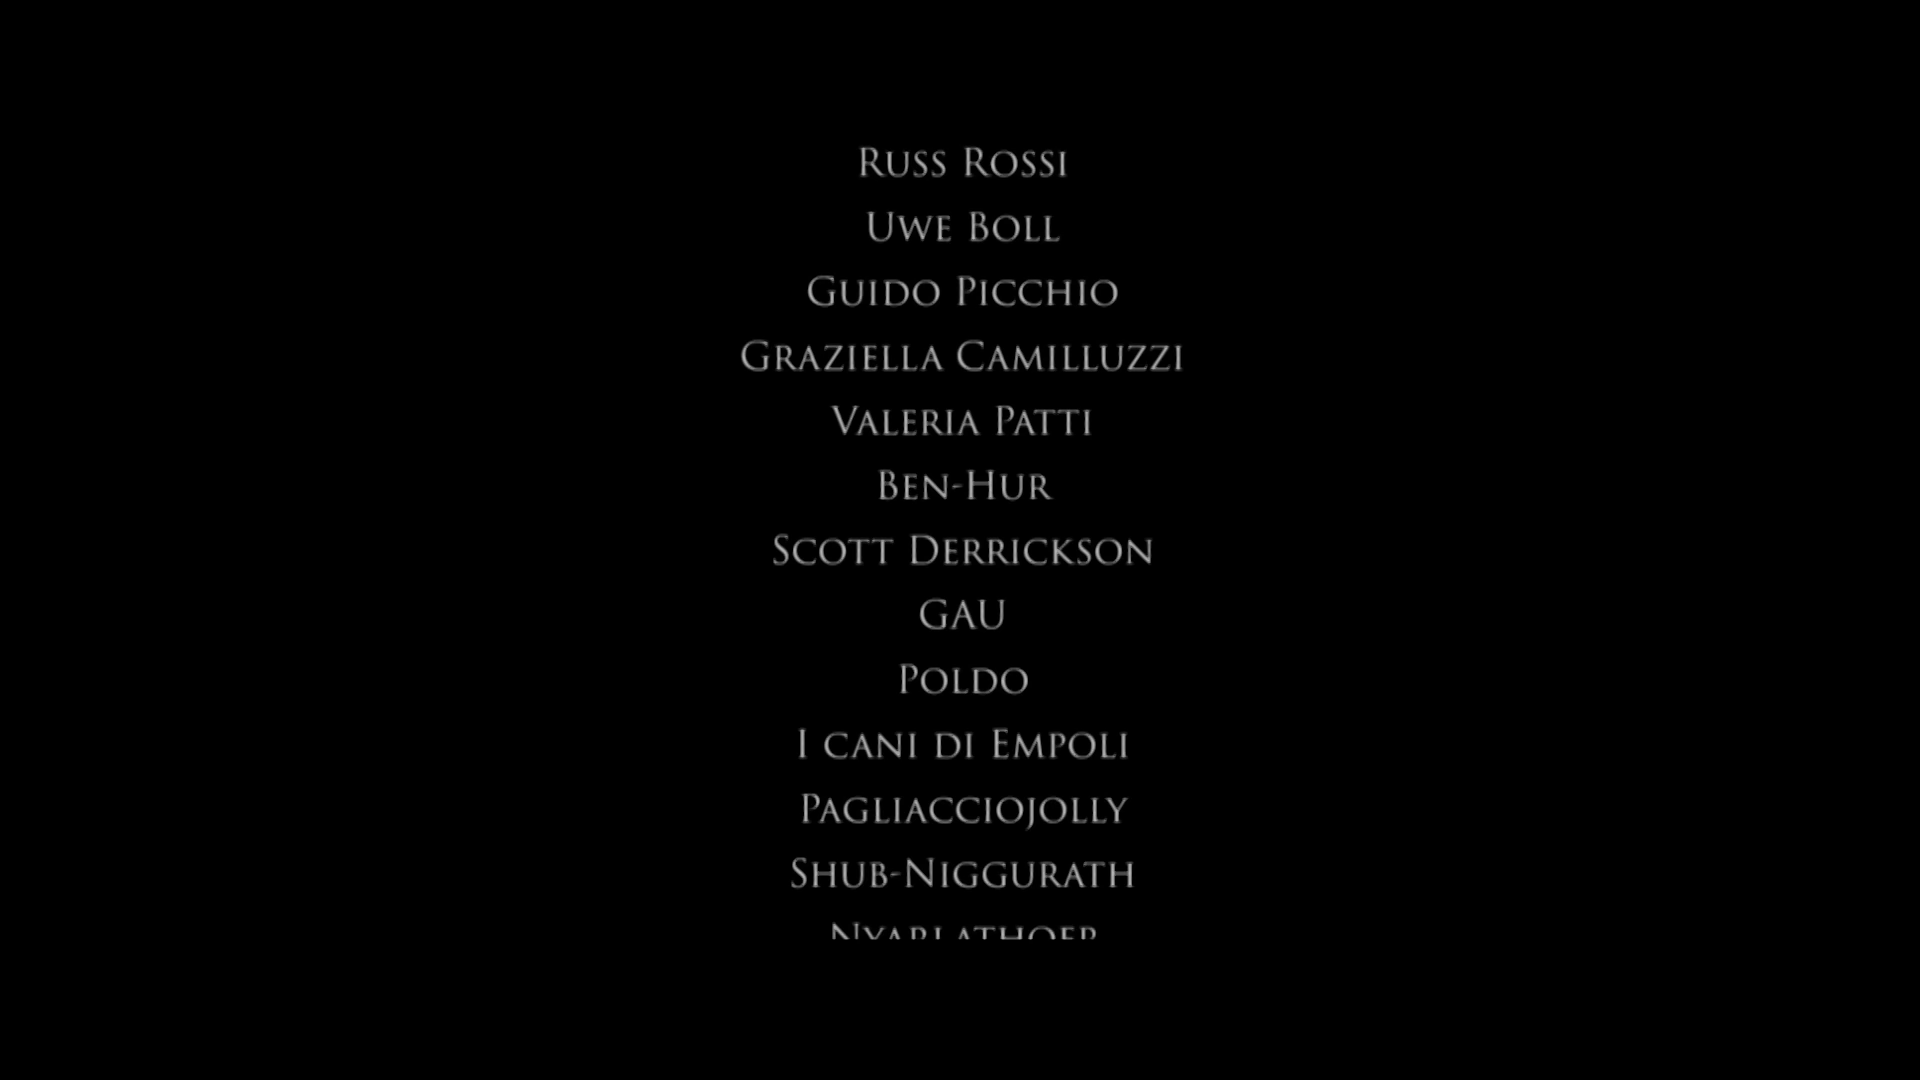 Russ Rossi
Uwe Boll
Guido Picchio
Graziella Camilluzzi
Valeria Patti
Ben-Hur
Scott Derrickson
GAU
Poldo
I cani di Empoli
Pagliacciojolly
Shub-Niggurath